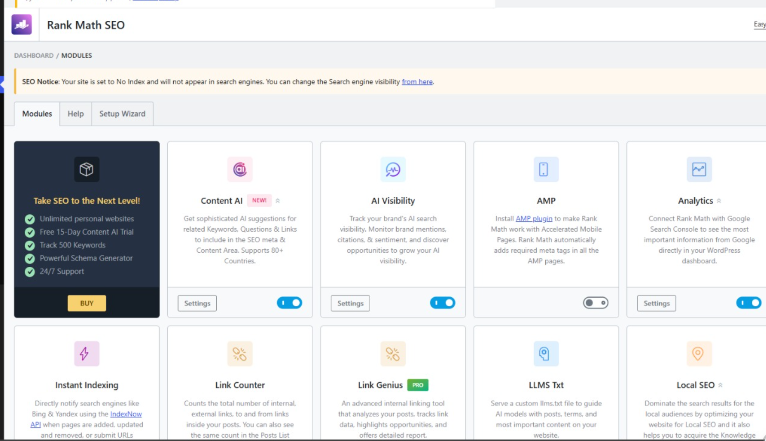 Rank Math SEO
Easy
DASHBOARD / MODULES
SEO Notice: Your site is set to No Index and will not appear in search engines. You can change the Search engine visibility from here.
Modules Help Setup Wizard
Take SEO to the Next Level!
Unlimited personal websites
Free 15-Day Content AI Trial
Track 500 Keywords
Powerful Schema Generator
24/7 Support
BUY
Content AI NEW!
Get sophisticated AI suggestions for
related Keywords, Questions & Links
to include in the SEO meta &
Content Area. Supports 80+
Countries.
Settings
AI Visibility
Track your brand's AI search
visibility. Monitor brand mentions,
citations, & sentiment, and discover
opportunities to grow your AI
visibility.
Settings
AMP
Install AMP plugin to make Rank
Math work with Accelerated Mobile
Pages. Rank Math automatically
adds required meta tags in all the
AMP pages.
Analytics
Connect Rank Math with Google
Search Console to see the most
important information from Google
directly in your WordPress
dashboard.
Settings
Instant Indexing
Directly notify search engines like
Bing & Yandex using the IndexNow
API when pages are added, updated
and removed, or submit URLs
Link Counter
Counts the total number of internal,
external links, to and from links
inside your posts. You can also see
the same count in the Posts List
Link Genius PRO
An advanced internal linking tool
that analyzes your posts, tracks link
data, highlights opportunities, and
offers detailed report.
LLMS Txt
Serve a custom llms.txt file to guide
AI models with posts, terms, and
most important content on your
website.
Local SEO
Dominate the search results for the
local audiences by optimizing your
website for Local SEO and it also
helps you to acquire the Knowledge